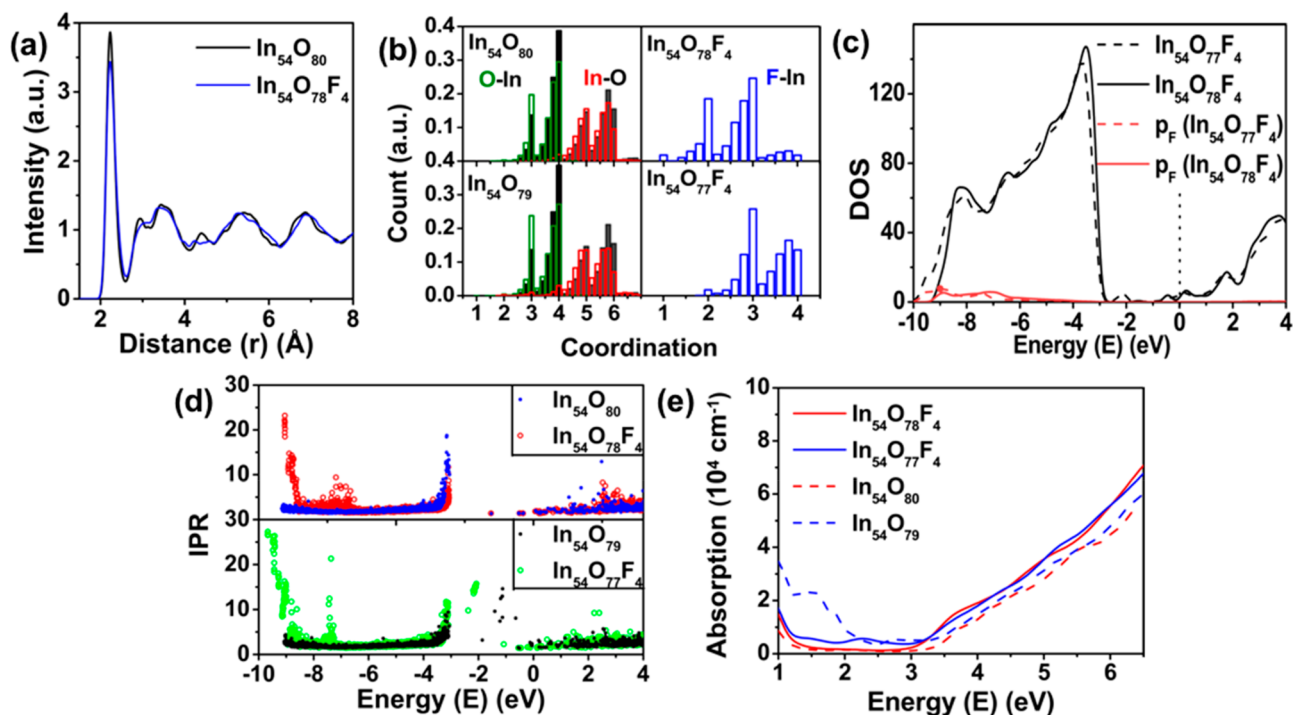 (a)
In54O80
In54O78F4
4
3
2
1
0
2 4 6 8
Intensity (a.u.)
Distance (r) (Å)
(b)
In54O80
In54O78F4
O-In
In-O
F-In
0.4
0.3
0.2
0.1
0.4
0.3
0.2
0.1
0.0
In54O79
In54O77F4
Count (a.u.)
1 2 3 4 5 6 1 2 3 4
Coordination
(c)
In54O77F4
In54O78F4
pF (In54O77F4)
pF (In54O78F4)
120
80
40
0
DOS
-10 -8 -6 -4 -2 0 2 4
Energy (E) (eV)
(d)
In54O80
In54O78F4
30
20
10
30
20
10
0
In54O79
In54O77F4
IPR
-10 -8 -6 -4 -2 0 2 4
Energy (E) (eV)
(e)
In54O78F4
In54O77F4
In54O80
In54O79
10
8
6
4
2
0
Absorption (10⁴ cm⁻¹)
1 2 3 4 5 6
Energy (E) (eV)